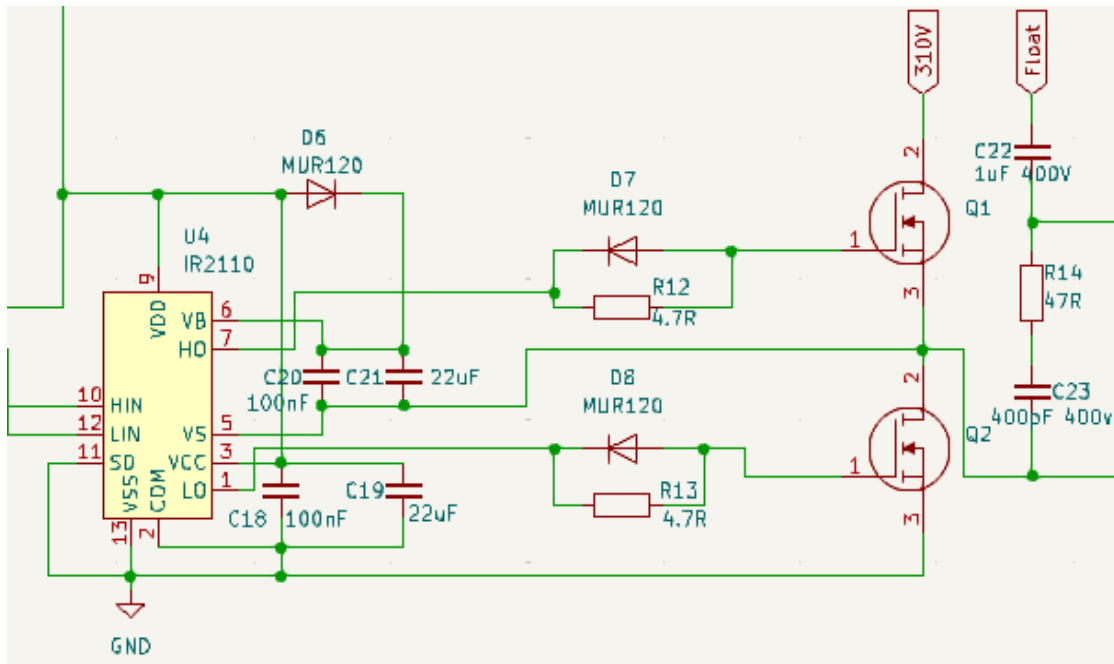 310V
Float
D6
MUR120
C22
1uF 400V
D7
MUR120
2
Q1
U4
IR2110
1
9
VDD
VB 6
HO 7
R12
4.7R
3
R14
47R
C20
100nF
C21
22uF
D8
MUR120
2
C23
400pF 400v
10 HIN
12 LIN
11 SD
VS 5
VCC 3
LO 1
Q2
1
VSS
COM
13
2
C18
100nF
C19
22uF
R13
4.7R
3
GND